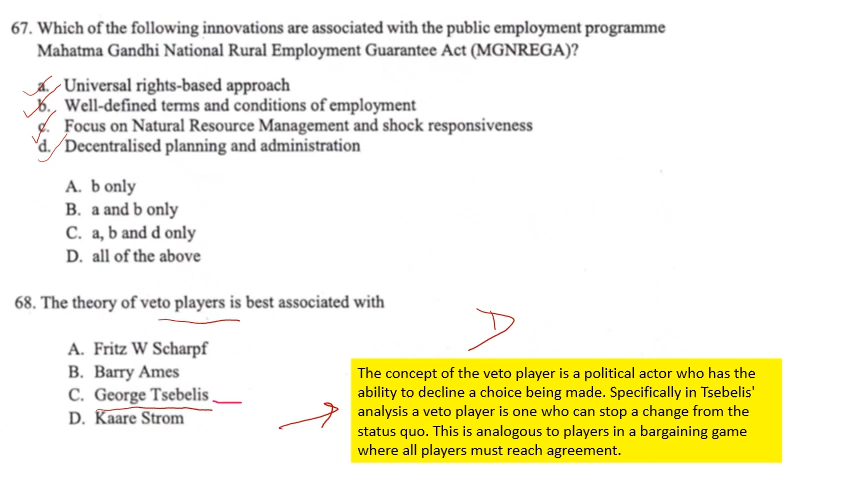 67. Which of the following innovations are associated with the public employment programme
Mahatma Gandhi National Rural Employment Guarantee Act (MGNREGA)?
a. Universal rights-based approach
b. Well-defined terms and conditions of employment
c. Focus on Natural Resource Management and shock responsiveness
d. Decentralised planning and administration
A. b only
B. a and b only
C. a, b and d only
D. all of the above
68. The theory of veto players is best associated with
D
A. Fritz W Scharpf
B. Barry Ames
C. George Tsebelis
D. Kaare Strom
The concept of the veto player is a political actor who has the
ability to decline a choice being made. Specifically in Tsebelis'
analysis a veto player is one who can stop a change from the
status quo. This is analogous to players in a bargaining game
where all players must reach agreement.